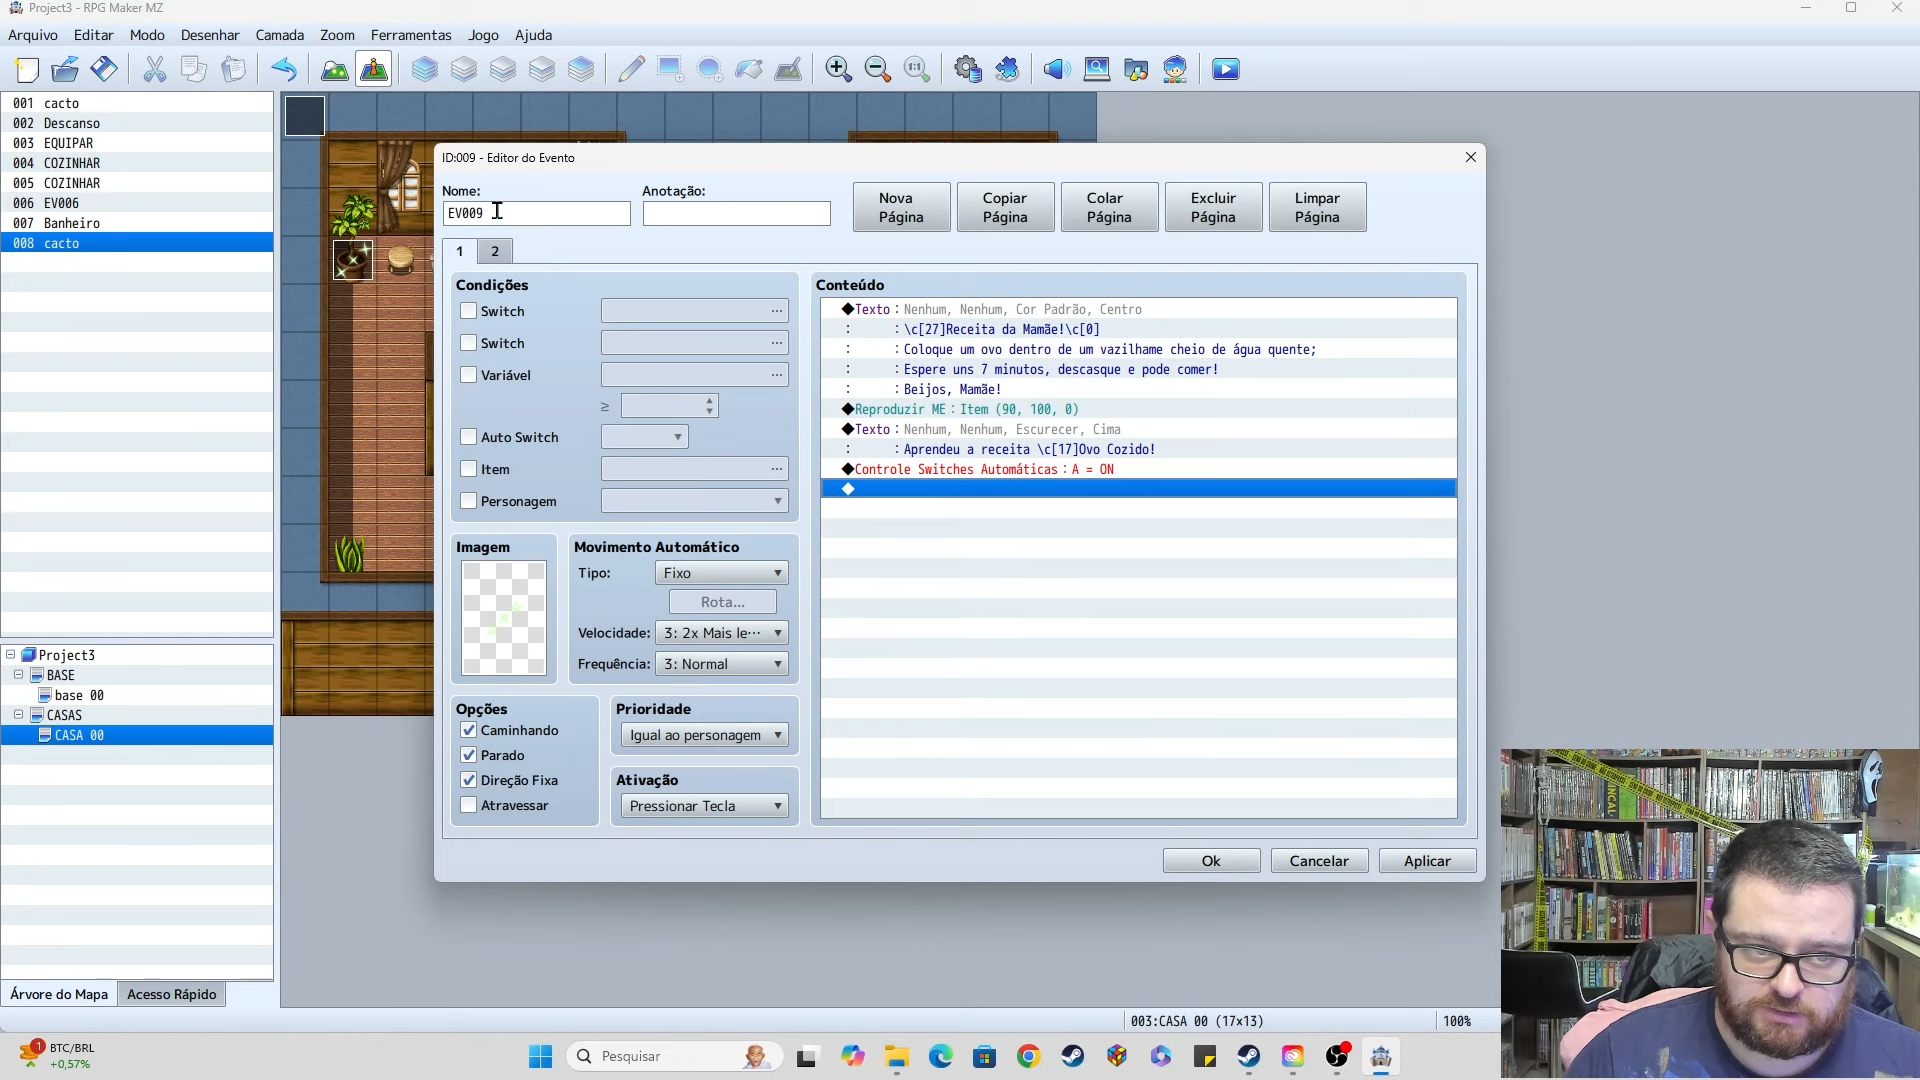 Project3 - RPG Maker MZ
Arquivo Editar Modo Desenhar Camada Zoom Ferramentas Jogo Ajuda
001 cacto
002 Descanso
003 EQUIPAR
004 COZINHAR
005 COZINHAR
006 EV006
007 Banheiro
008 cacto
ID:009 - Editor do Evento
Nome:
EV009
Anotação:
Nova Página
Copiar Página
Colar Página
Excluir Página
Limpar Página
1 2
Condições
Switch ...
Switch ...
Variável ...
≥
Auto Switch
Item ...
Personagem
Imagem
Movimento Automático
Tipo: Fixo
Rota...
Velocidade: 3: 2x Mais le...
Frequência: 3: Normal
Opções
Caminhando
Parado
Direção Fixa
Atravessar
Prioridade
Igual ao personagem
Ativação
Pressionar Tecla
Conteúdo
◆Texto : Nenhum, Nenhum, Cor Padrão, Centro
: : \c[27]Receita da Mamãe!\c[0]
: : Coloque um ovo dentro de um vazilhame cheio de água quente;
: : Espere uns 7 minutos, descasque e pode comer!
: : Beijos, Mamãe!
◆Reproduzir ME : Item (90, 100, 0)
◆Texto : Nenhum, Nenhum, Escurecer, Cima
: : Aprendeu a receita \c[17]Ovo Cozido!
◆Controle Switches Automáticas : A = ON
◆
Ok Cancelar Aplicar
Project3
BASE
base 00
CASAS
CASA 00
Árvore do Mapa Acesso Rápido
003:CASA 00 (17×13) 100%
1
BTC/BRL
+0,57%
Pesquisar